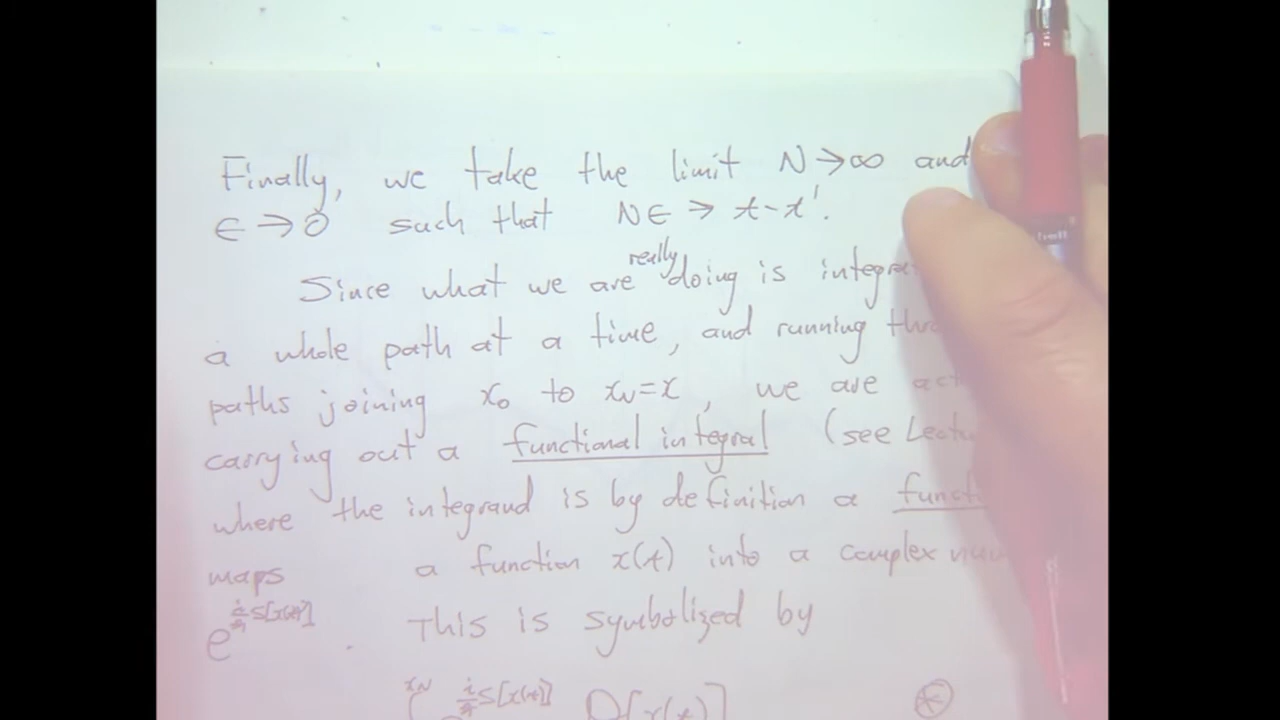 Finally, we take the limit N→∞ and
ϵ→0 such that Nϵ → t-t'.
Since what we are really doing is
a whole path at a time, and running
paths joining x₀ to x_N=x, we are
carrying out a functional integral (see
where the integrand is by definition a
maps a function x(t) into a complex
e^{i/ħ S[x(t)]}. This is symbolized by
x_N e^{i/ħ S[x(t)]} D[x(t)] ⊛